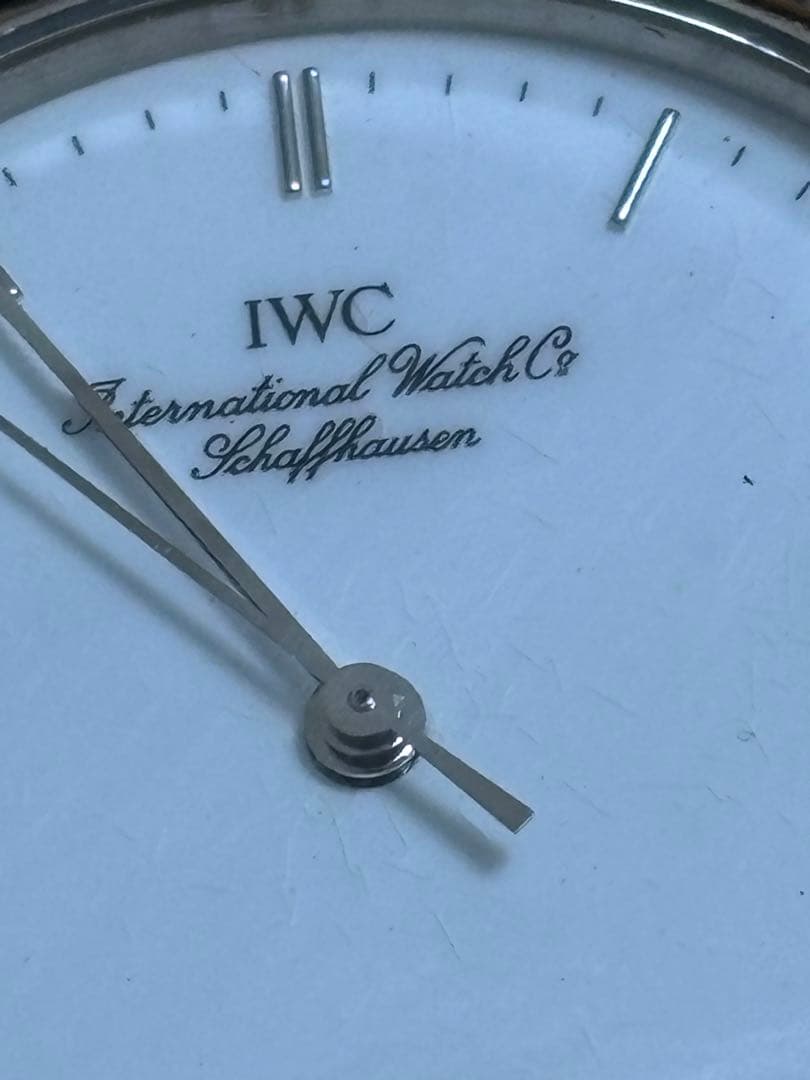 IWC
International Watch Co
Schaffhausen